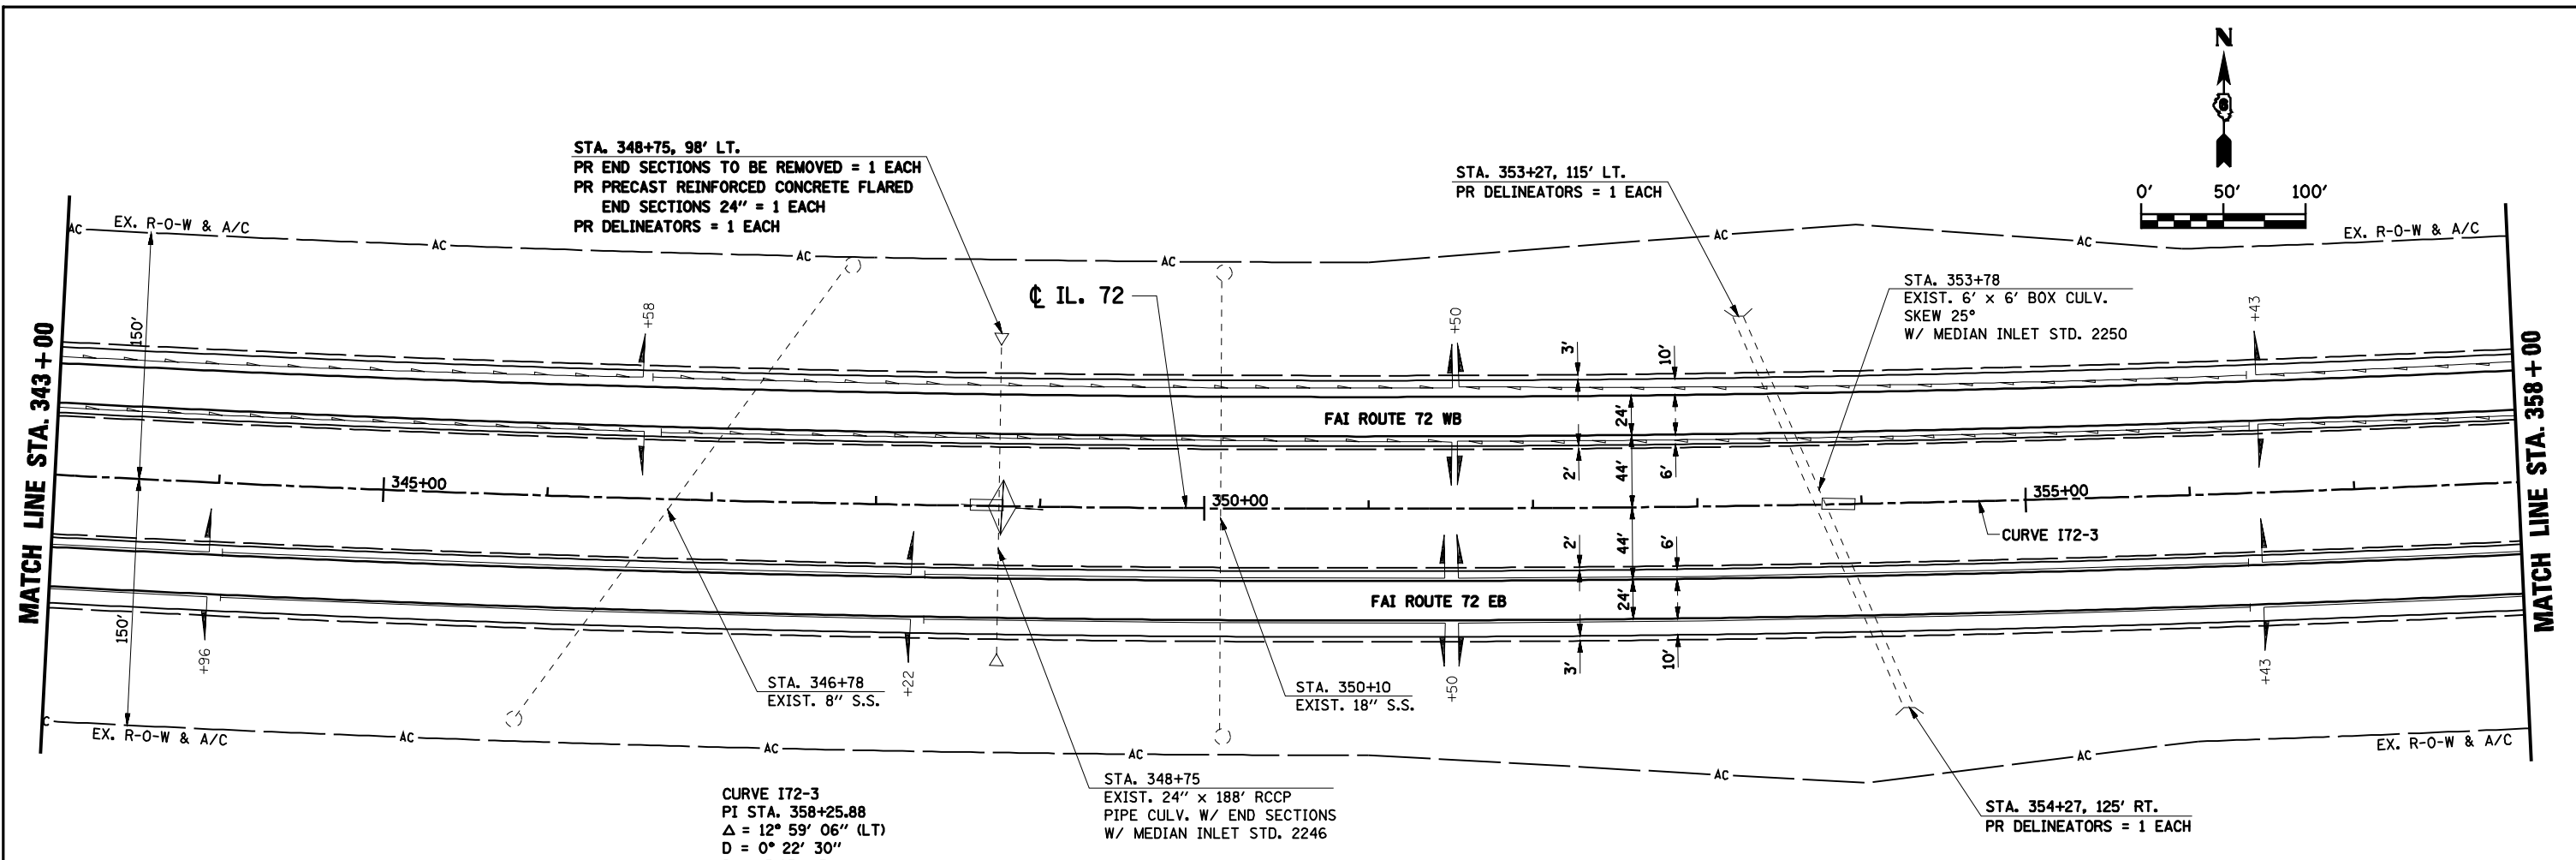 N
0' 50' 100'
STA. 348+75, 98' LT.
PR END SECTIONS TO BE REMOVED = 1 EACH
PR PRECAST REINFORCED CONCRETE FLARED
END SECTIONS 24" = 1 EACH
PR DELINEATORS = 1 EACH
STA. 353+27, 115' LT.
PR DELINEATORS = 1 EACH
AC EX. R-O-W & A/C AC AC AC AC AC EX. R-O-W & A/C
℄ IL. 72
STA. 353+78
EXIST. 6' x 6' BOX CULV.
SKEW 25°
W/ MEDIAN INLET STD. 2250
MATCH LINE STA. 343+00
MATCH LINE STA. 358+00
150'
+58
+50
+43
3'
10'
24'
FAI ROUTE 72 WB
2'
44'
6'
345+00
350+00
355+00
CURVE I72-3
2'
44'
6'
FAI ROUTE 72 EB
24'
3'
10'
150'
+96
+22
+50
+43
STA. 346+78
EXIST. 8" S.S.
STA. 350+10
EXIST. 18" S.S.
C EX. R-O-W & A/C AC AC AC AC AC EX. R-O-W & A/C
STA. 348+75
EXIST. 24" x 188' RCCP
PIPE CULV. W/ END SECTIONS
W/ MEDIAN INLET STD. 2246
STA. 354+27, 125' RT.
PR DELINEATORS = 1 EACH
CURVE I72-3
PI STA. 358+25.88
Δ = 12° 59' 06" (LT)
D = 0° 22' 30"